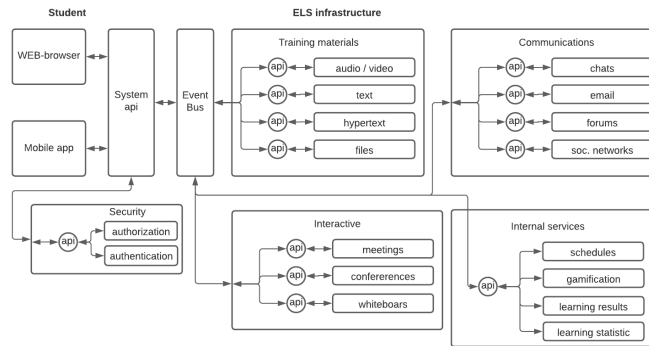 Student
ELS infrastructure
WEB-browser
Mobile app
System
api
Event
Bus
Training materials
api
audio / video
api
text
api
hypertext
api
files
Communications
api
chats
api
email
api
forums
api
soc. networks
Security
api
authorization
authentication
Interactive
api
meetings
api
confererences
api
whiteboars
Internal services
api
schedules
gamification
learning results
learning statistic